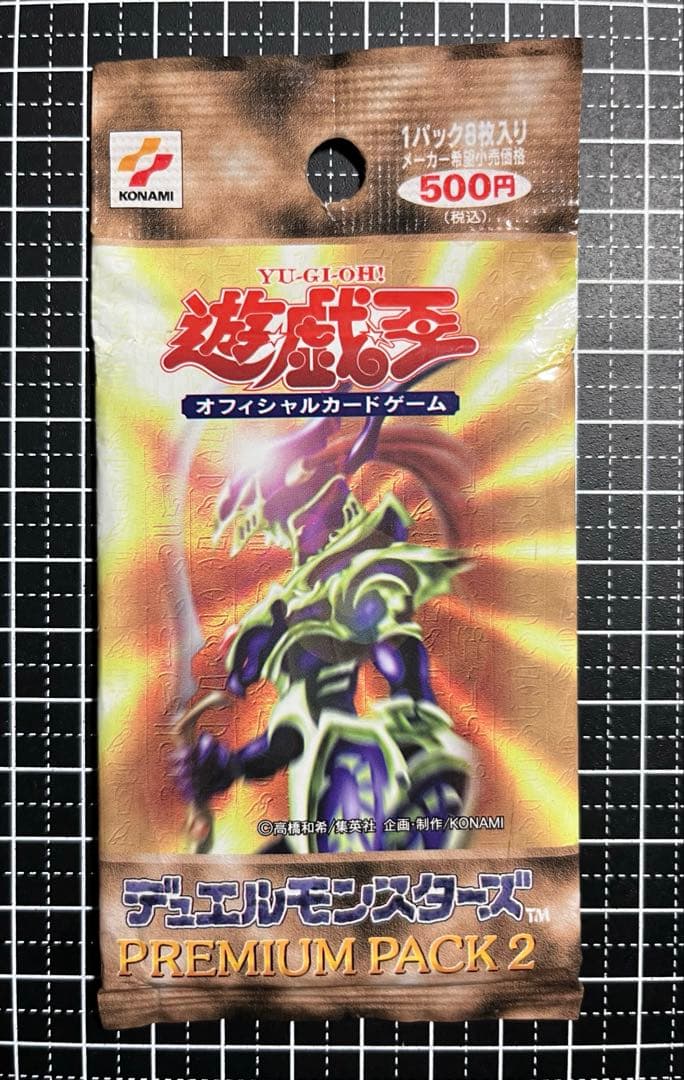 KONAMI
1パック8枚入り
メーカー希望小売価格
500円
(税込)
YU-GI-OH!
遊☆戯☆王
オフィシャルカードゲーム
©高橋和希/集英社 企画・制作/KONAMI
デュエルモンスターズ™
PREMIUM PACK 2